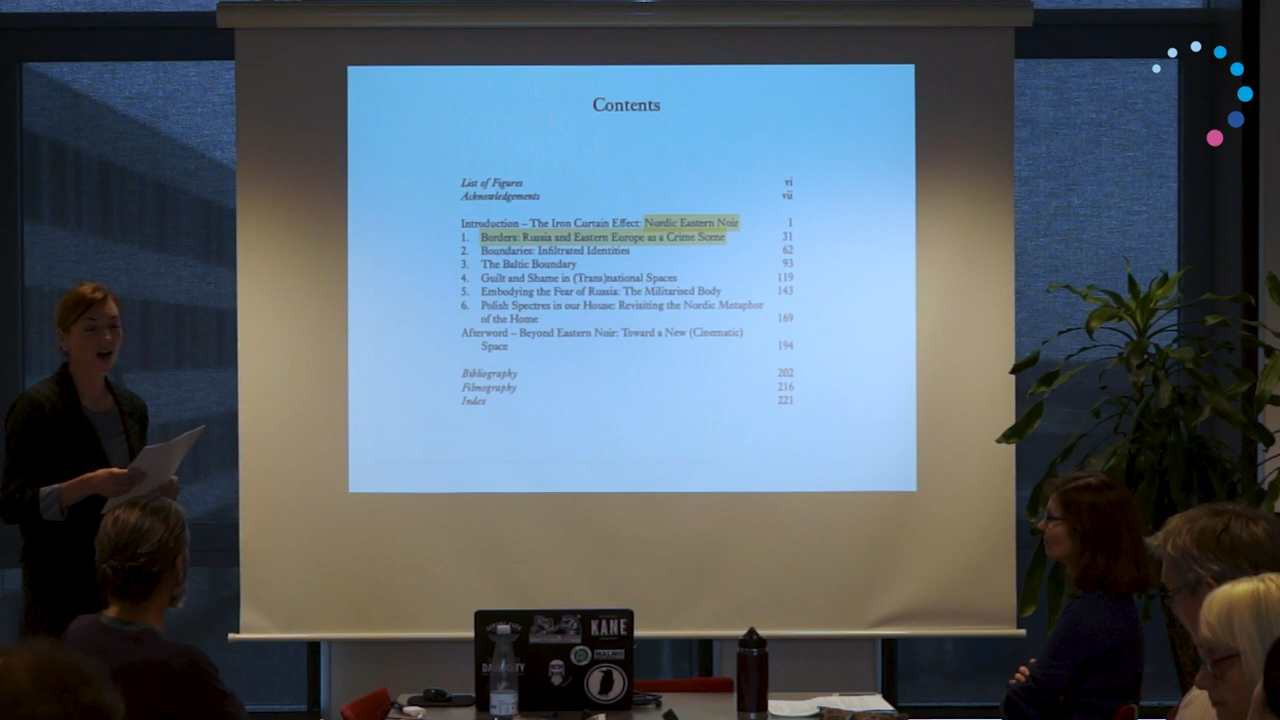 Contents
List of Figures vi
Acknowledgements vii
Introduction – The Iron Curtain Effect: Nordic Eastern Noir 1
1. Borders: Russia and Eastern Europe as a Crime Scene 31
2. Boundaries: Infiltrated Identities 62
3. The Baltic Boundary 93
4. Guilt and Shame in (Trans)national Spaces 119
5. Embodying the Fear of Russia: The Militarised Body 143
6. Polish Spectres in our House: Revisiting the Nordic Metaphor
of the Home 169
Afterword – Beyond Eastern Noir: Toward a New (Cinematic)
Space 194
Bibliography 202
Filmography 216
Index 221
KANE
MALMÖ